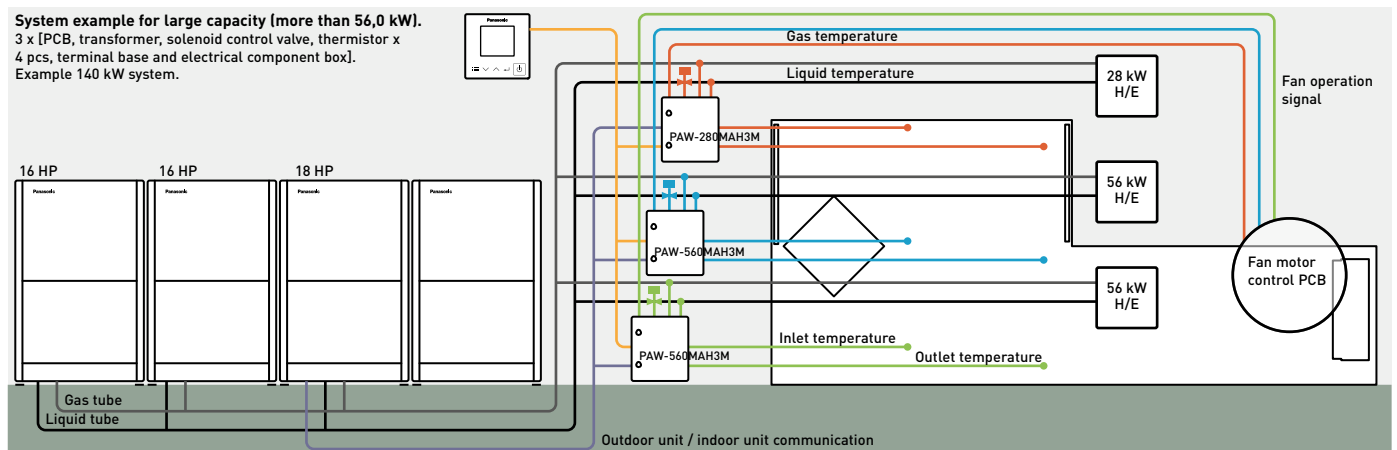 System example for large capacity (more than 56,0 kW).
3 x [PCB, transformer, solenoid control valve, thermistor x
4 pcs, terminal base and electrical component box].
Example 140 kW system.
Panasonic
Gas temperature
Liquid temperature
28 kW
H/E
Fan operation
signal
PAW-280MAH3M
16 HP
16 HP
18 HP
Panasonic
Panasonic
Panasonic
Panasonic
56 kW
H/E
PAW-560MAH3M
Fan motor
control PCB
56 kW
H/E
PAW-560MAH3M
Inlet temperature
Outlet temperature
Gas tube
Liquid tube
Outdoor unit / indoor unit communication